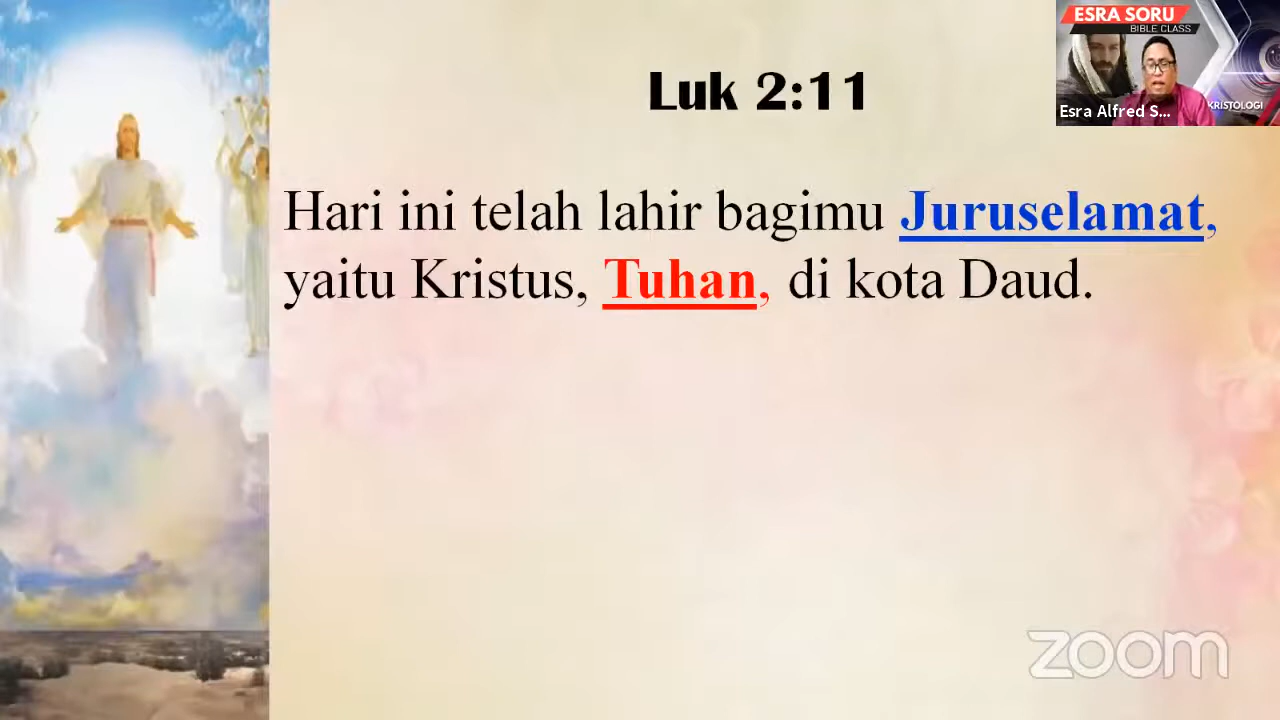 Luk 2:11
ESRA SORU
BIBLE CLASS
KRISTOLOGI
Esra Alfred S...
Hari ini telah lahir bagimu Juruselamat,
yaitu Kristus, Tuhan, di kota Daud.
zoom